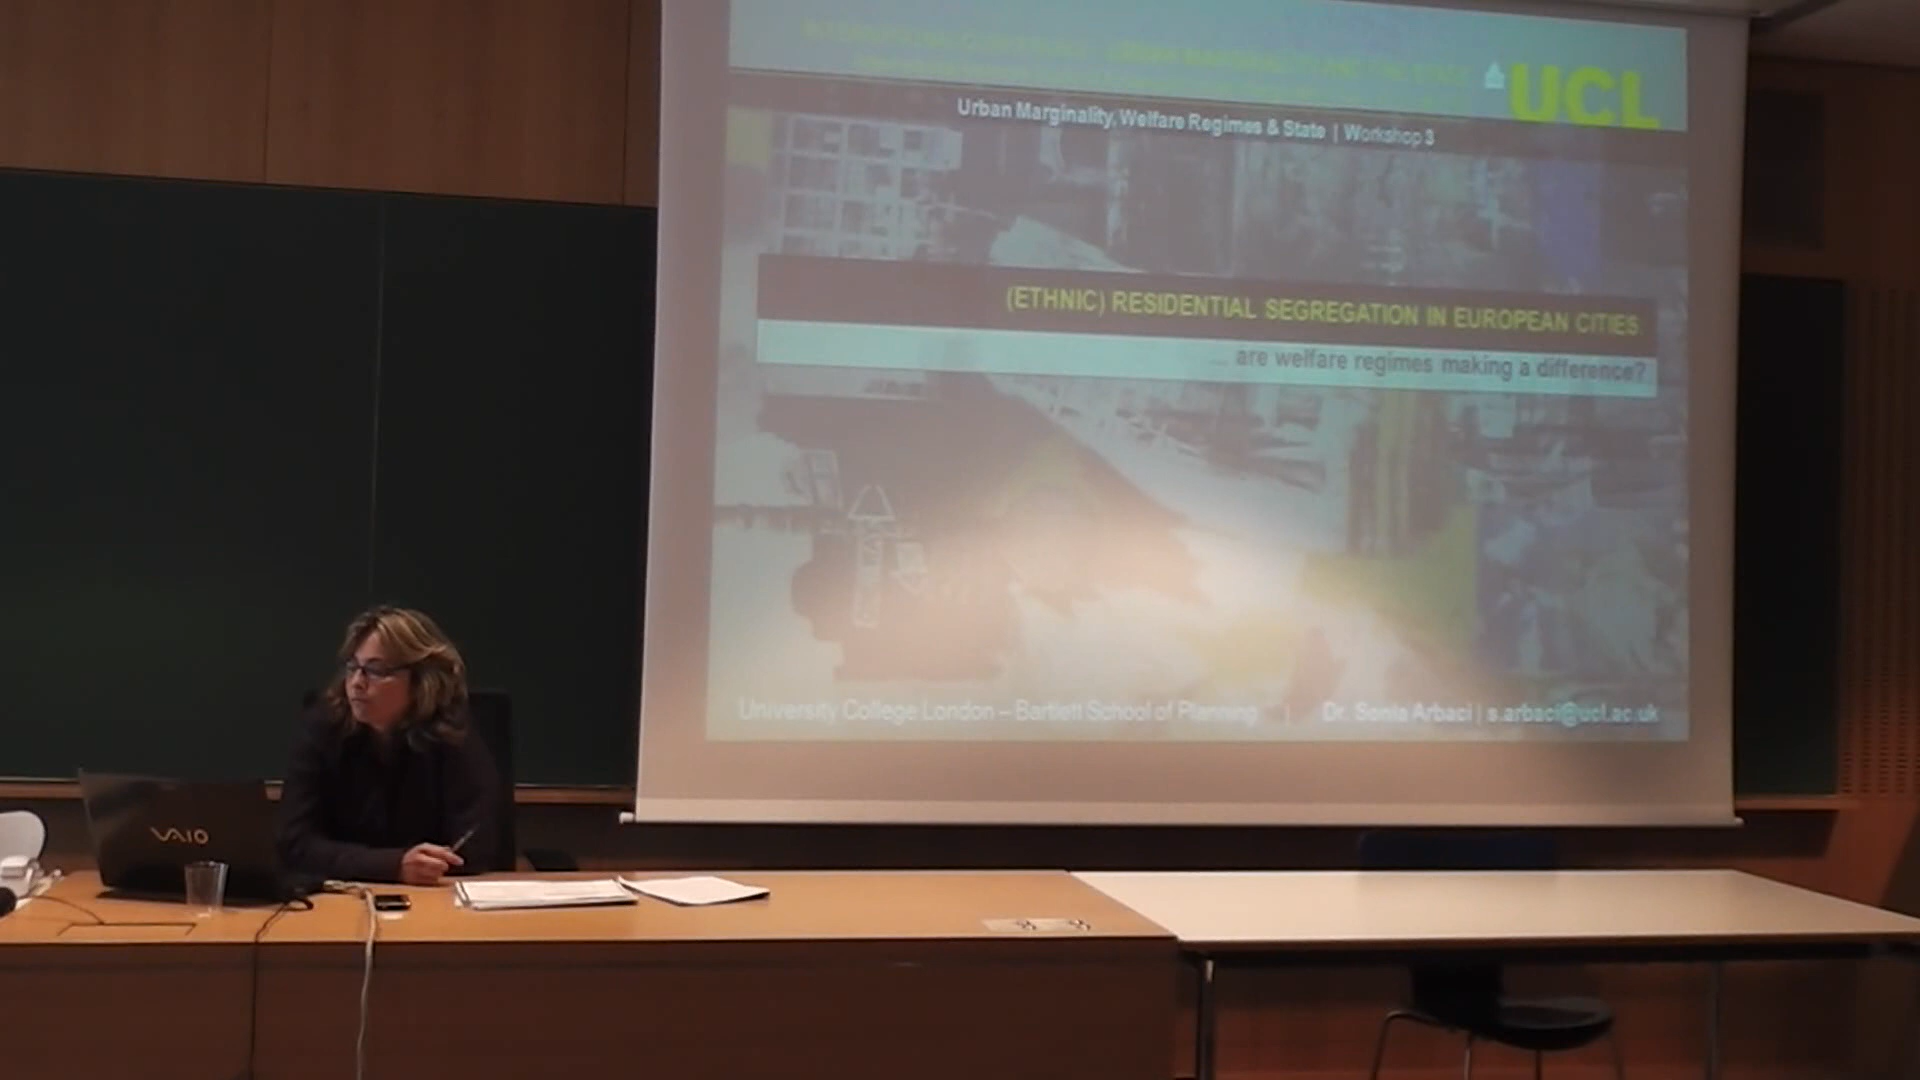 UCL
Urban Marginality, Welfare Regimes & State | Workshop 3
(ETHNIC) RESIDENTIAL SEGREGATION IN EUROPEAN CITIES
... are welfare regimes making a difference?
University College London – Bartlett School of Planning | Dr. Sonia Arbaci | s.arbaci@ucl.ac.uk
VAIO